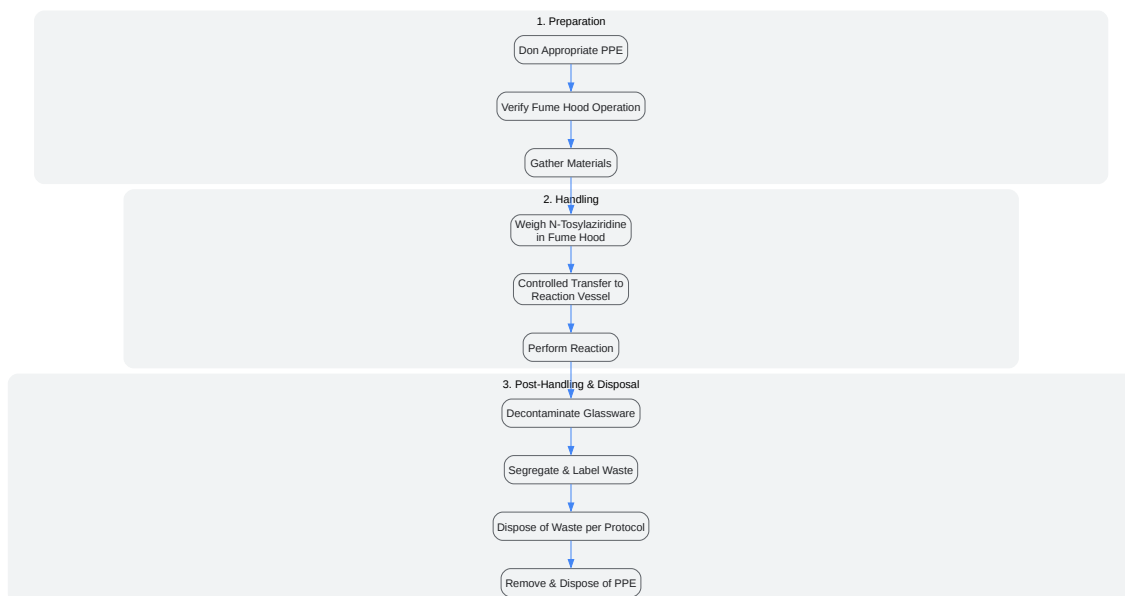 1. Preparation
Don Appropriate PPE
Verify Fume Hood Operation
Gather Materials
2. Handling
Weigh N-Tosylaziridine
in Fume Hood
Controlled Transfer to
Reaction Vessel
Perform Reaction
3. Post-Handling & Disposal
Decontaminate Glassware
Segregate & Label Waste
Dispose of Waste per Protocol
Remove & Dispose of PPE